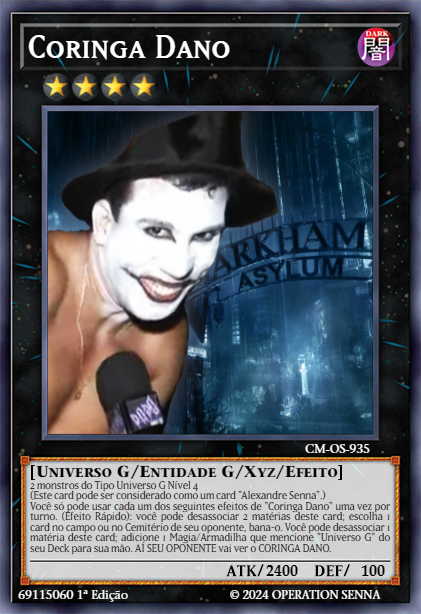 CORINGA DANO
DARK
闇
ARKHAM
ASYLUM
CM-OS-935
[UNIVERSO G/ENTIDADE G/XYZ/EFEITO]
2 monstros do Tipo Universo G Nível 4
(Este card pode ser considerado como um card "Alexandre Senna".)
Você só pode usar cada um dos seguintes efeitos de "Coringa Dano" uma vez por
turno. (Efeito Rápido): você pode desassociar 2 matérias deste card; escolha 1
card no campo ou no Cemitério de seu oponente, bana-o. Você pode desassociar 1
matéria deste card; adicione 1 Magia/Armadilha que mencione "Universo G" do
seu Deck para sua mão. AÍ SEU OPONENTE vai ver o CORINGA DANO.
ATK/2400 DEF/ 100
69115060 1ª Edição
© 2024 OPERATION SENNA